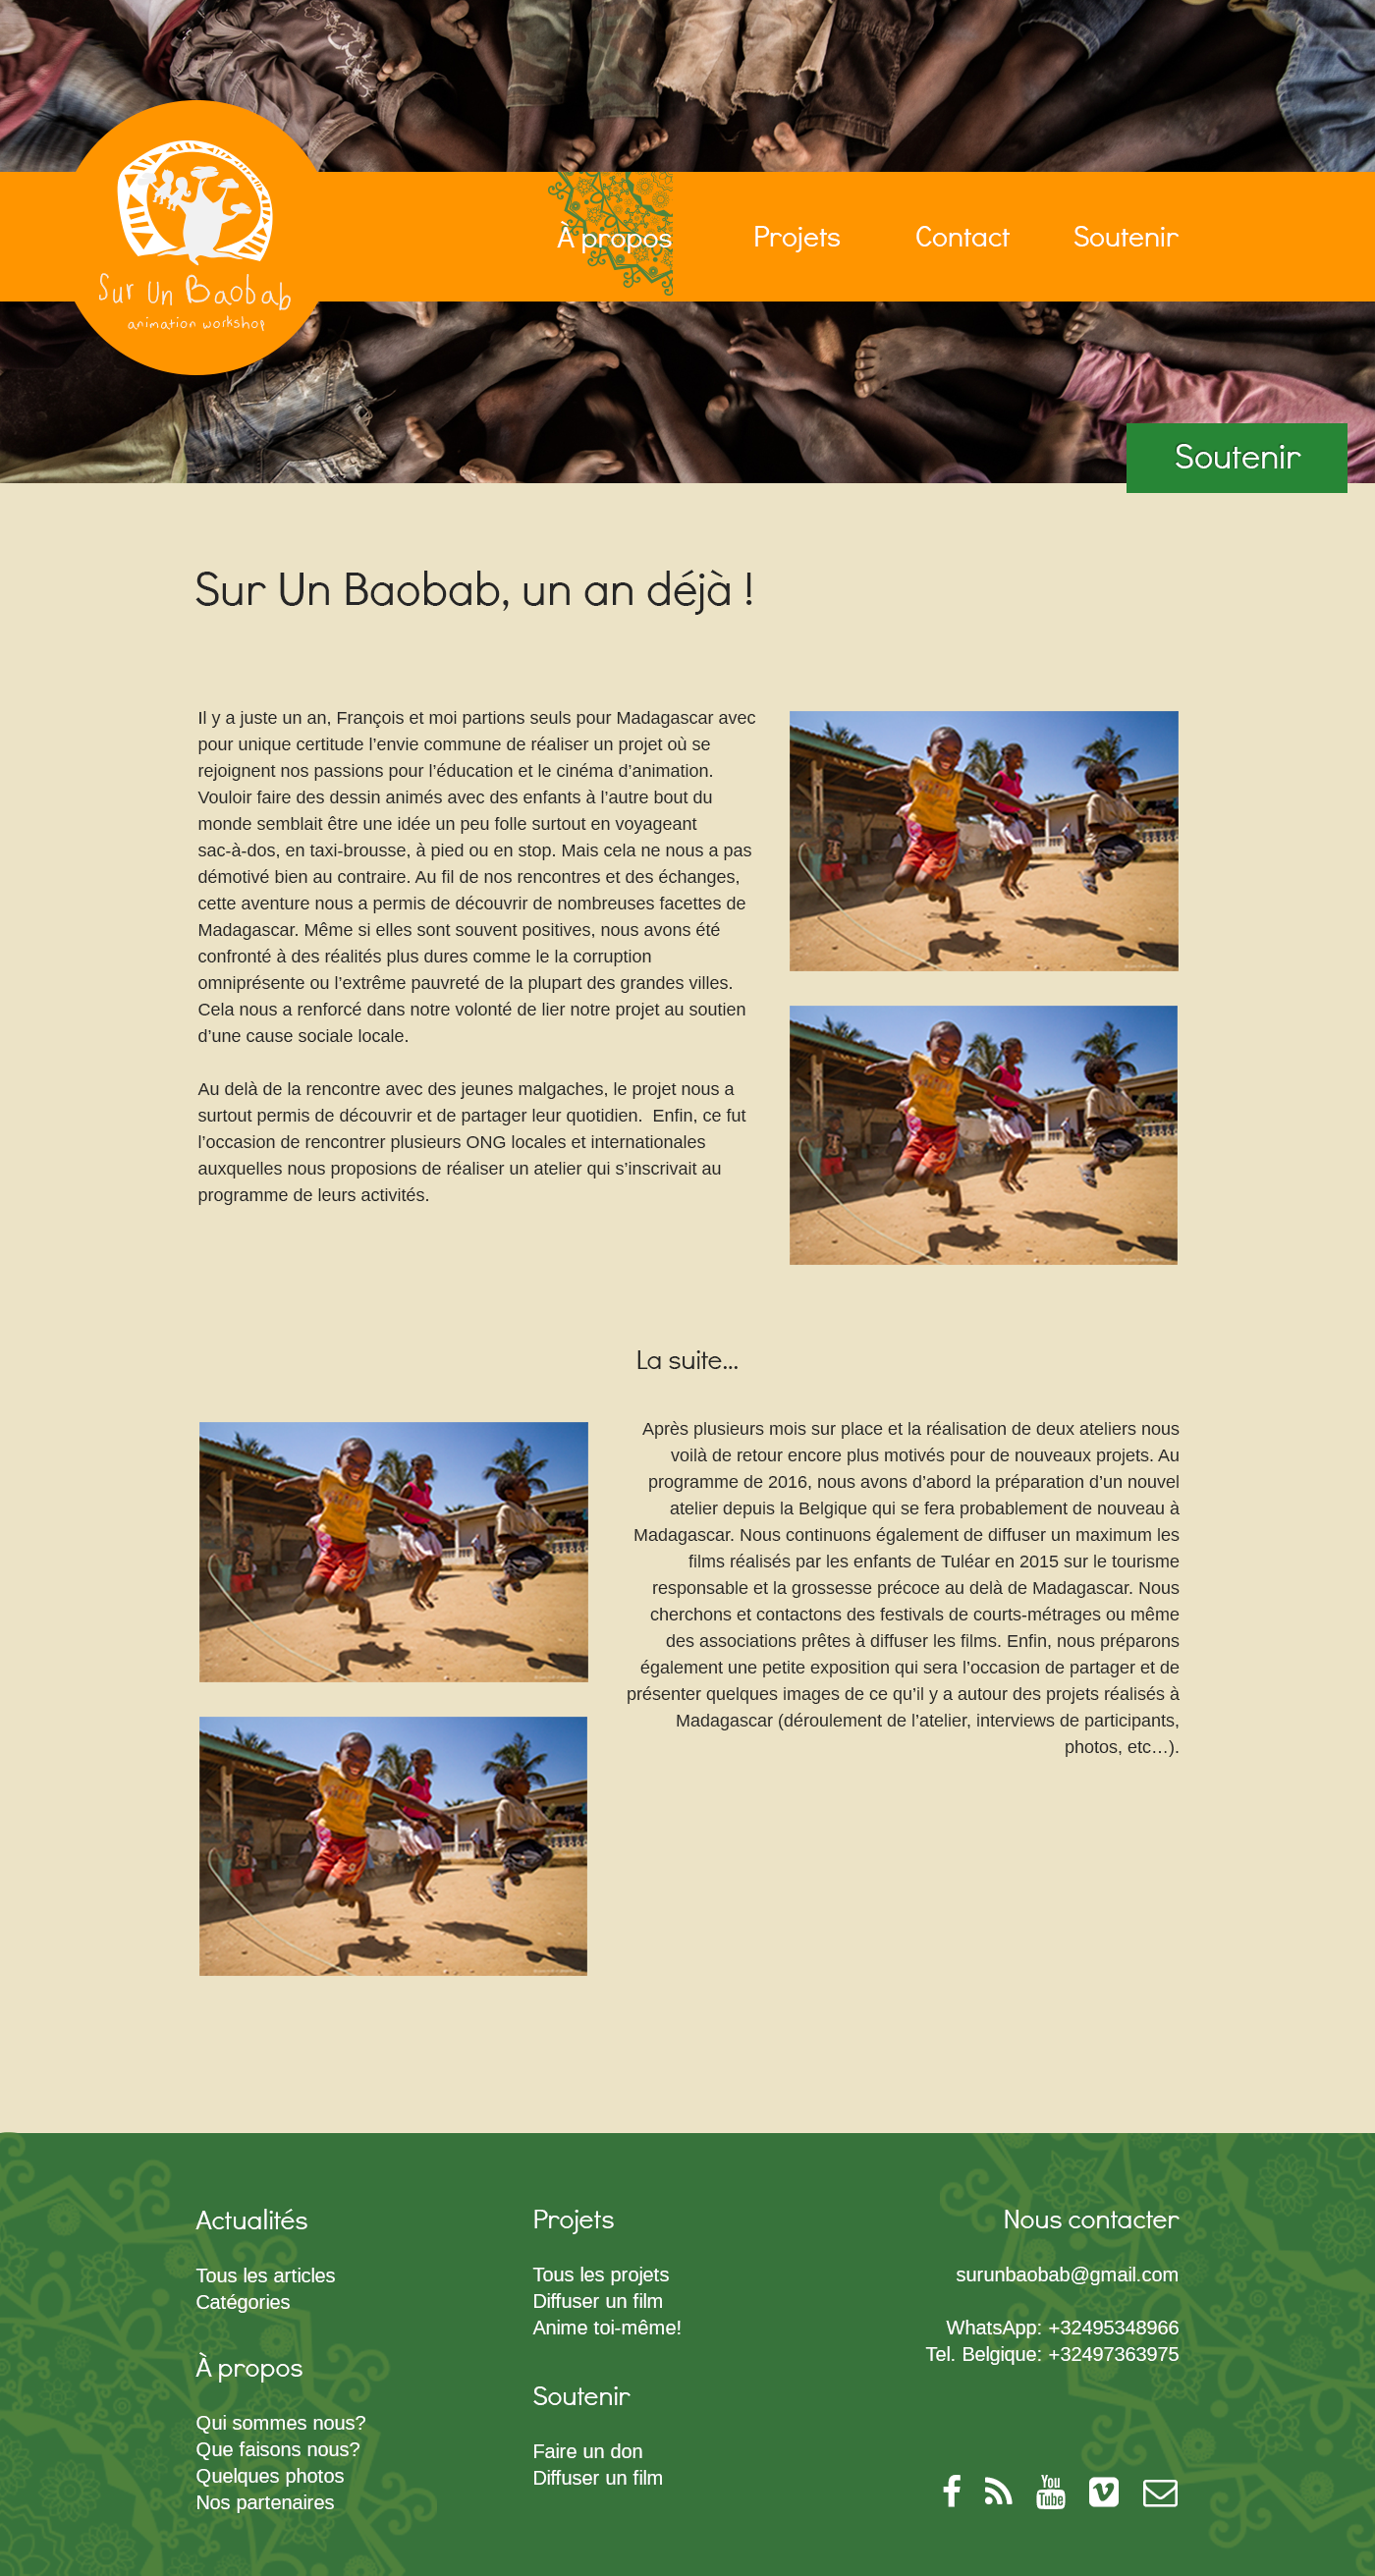 Sur Un Baobab
animation workshop
À propos
Projets
Contact
Soutenir
Soutenir
Sur Un Baobab, un an déjà !
Il y a juste un an, François et moi partions seuls pour Madagascar avec
pour unique certitude l’envie commune de réaliser un projet où se
rejoignent nos passions pour l’éducation et le cinéma d’animation.
Vouloir faire des dessin animés avec des enfants à l’autre bout du
monde semblait être une idée un peu folle surtout en voyageant
sac-à-dos, en taxi-brousse, à pied ou en stop. Mais cela ne nous a pas
démotivé bien au contraire. Au fil de nos rencontres et des échanges,
cette aventure nous a permis de découvrir de nombreuses facettes de
Madagascar. Même si elles sont souvent positives, nous avons été
confronté à des réalités plus dures comme le la corruption
omniprésente ou l’extrême pauvreté de la plupart des grandes villes.
Cela nous a renforcé dans notre volonté de lier notre projet au soutien
d’une cause sociale locale.
Au delà de la rencontre avec des jeunes malgaches, le projet nous a
surtout permis de découvrir et de partager leur quotidien.  Enfin, ce fut
l’occasion de rencontrer plusieurs ONG locales et internationales
auxquelles nous proposions de réaliser un atelier qui s’inscrivait au
programme de leurs activités.
La suite...
Après plusieurs mois sur place et la réalisation de deux ateliers nous
voilà de retour encore plus motivés pour de nouveaux projets. Au
programme de 2016, nous avons d’abord la préparation d’un nouvel
atelier depuis la Belgique qui se fera probablement de nouveau à
Madagascar. Nous continuons également de diffuser un maximum les
films réalisés par les enfants de Tuléar en 2015 sur le tourisme
responsable et la grossesse précoce au delà de Madagascar. Nous
cherchons et contactons des festivals de courts-métrages ou même
des associations prêtes à diffuser les films. Enfin, nous préparons
également une petite exposition qui sera l’occasion de partager et de
présenter quelques images de ce qu’il y a autour des projets réalisés à
Madagascar (déroulement de l’atelier, interviews de participants,
photos, etc…).
Actualités
Tous les articles
Catégories
À propos
Qui sommes nous?
Que faisons nous?
Quelques photos
Nos partenaires
Projets
Tous les projets
Diffuser un film
Anime toi-même!
Soutenir
Faire un don
Diffuser un film
Nous contacter
surunbaobab@gmail.com
WhatsApp: +32495348966
Tel. Belgique: +32497363975
You
Tube